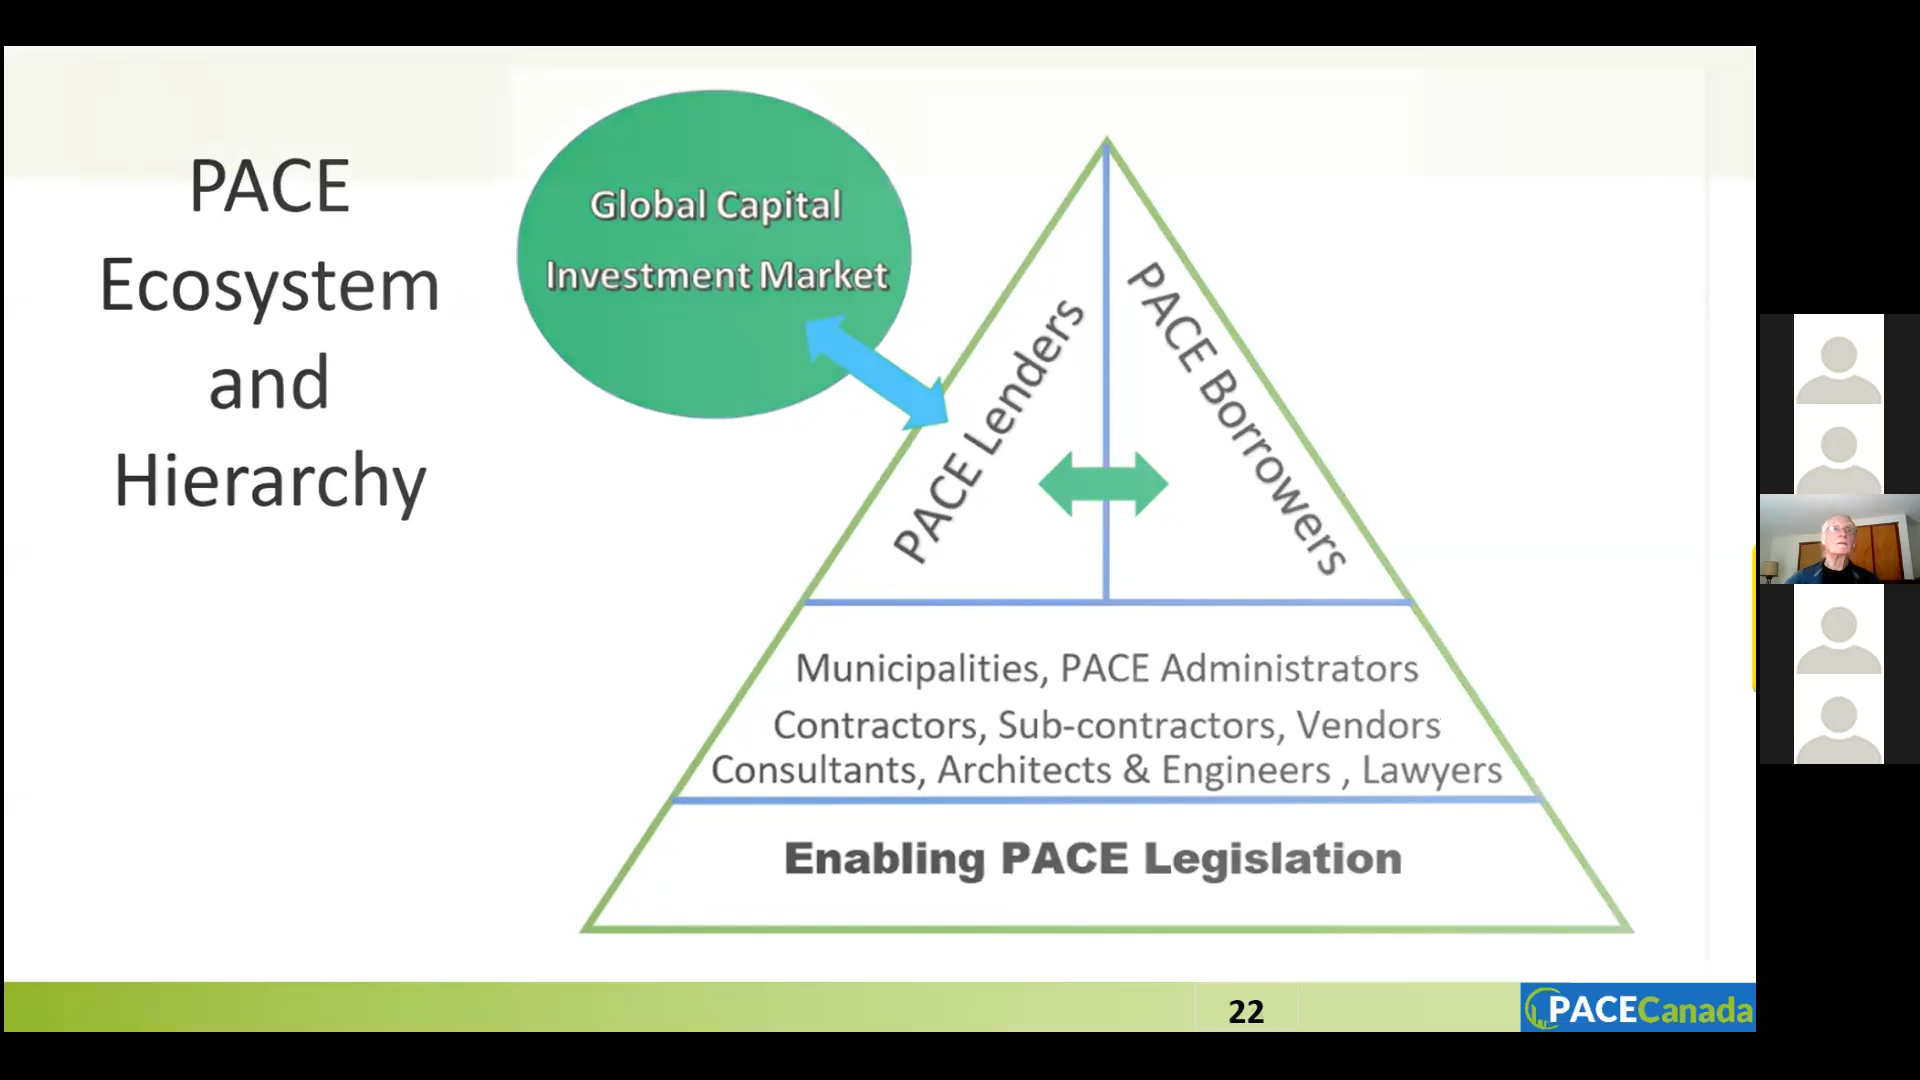 PACE
Ecosystem
and
Hierarchy
Global Capital
Investment Market
PACE Lenders
PACE Borrowers
Municipalities, PACE Administrators
Contractors, Sub-contractors, Vendors
Consultants, Architects & Engineers , Lawyers
Enabling PACE Legislation
22
PACECanada